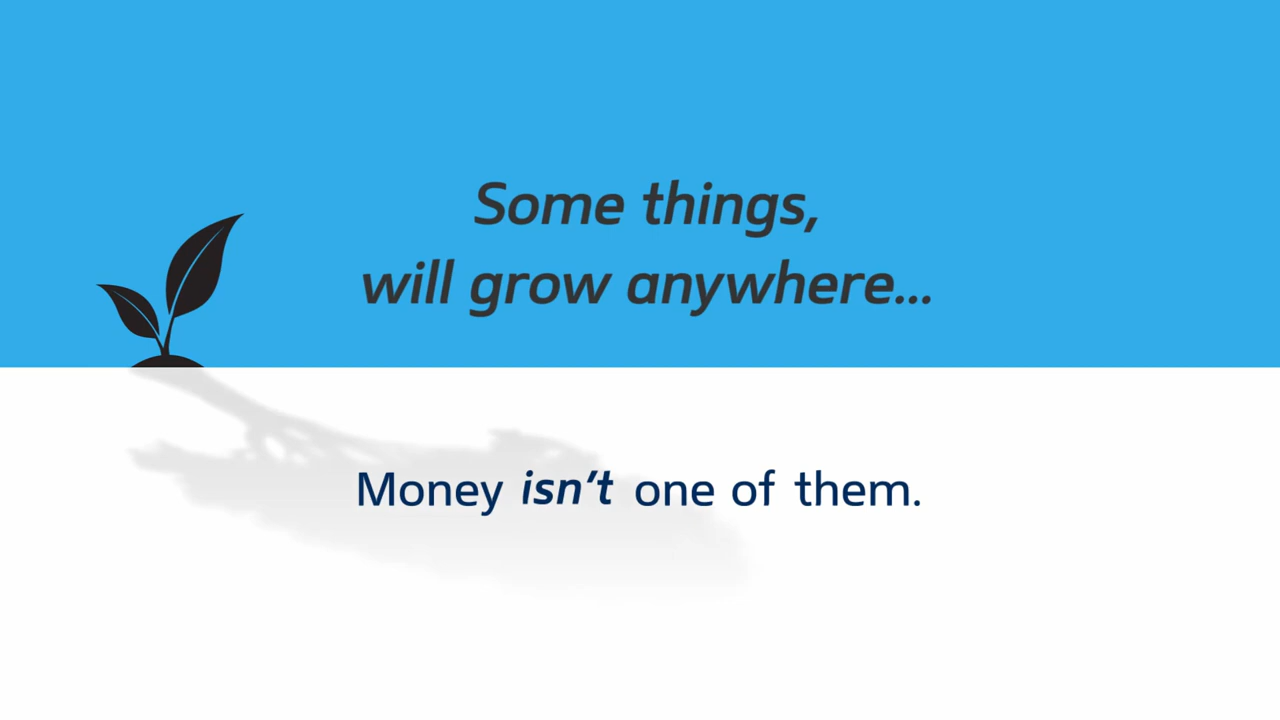 Some things,
will grow anywhere...
Money isn’t one of them.